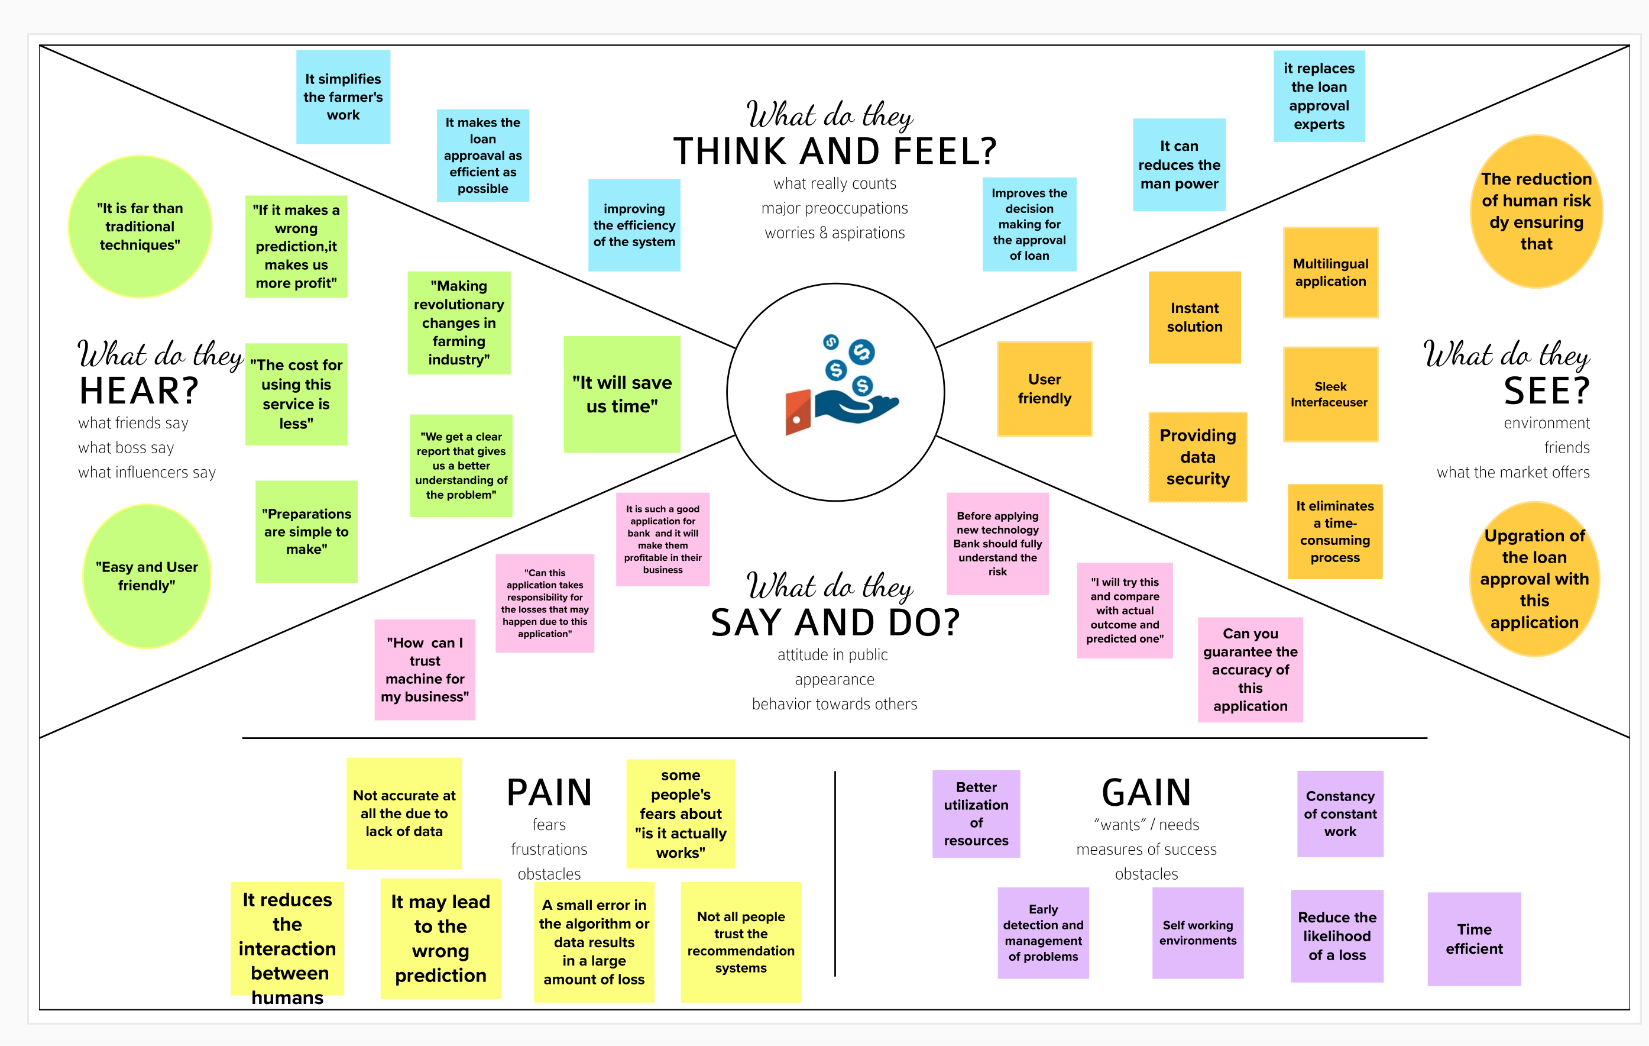 It simplifies
the farmer's
work
It makes the
loan
approaval as
efficient as
possible
improving
the efficiency
of the system
What do they
THINK AND FEEL?
what really counts
major preoccupations
worries & aspirations
Improves the
decision
making for
the approval
of loan
It can
reduces the
man power
it replaces
the loan
approval
experts
"It is far than
traditional
techniques"
"If it makes a
wrong
prediction,it
makes us
more profit"
"Making
revolutionary
changes in
farming
industry"
What do they
HEAR?
what friends say
what boss say
what influencers say
"The cost for
using this
service is
less"
"It will save
us time"
"We get a clear
report that gives
us a better
understanding of
the problem"
"Preparations
are simple to
make"
"Easy and User
friendly"
User
friendly
Instant
solution
Multilingual
application
The reduction
of human risk
dy ensuring
that
Providing
data
security
Sleek
Interfaceuser
What do they
SEE?
environment
friends
what the market offers
It eliminates
a time-
consuming
process
Upgration of
the loan
approval with
this
application
"How  can I
trust
machine for
my business"
"Can this
application takes
responsibility for
the losses that may
happen due to this
application"
It is such a good
application for
bank  and it will
make them
profitable in their
business
What do they
SAY AND DO?
attitude in public
appearance
behavior towards others
Before applying
new technology
Bank should fully
understand the
risk
"I will try this
and compare
with actual
outcome and
predicted one"
Can you
guarantee the
accuracy of
this
application
Not accurate at
all the due to
lack of data
PAIN
fears
frustrations
obstacles
some
people's
fears about
"is it actually
works"
It reduces
the
interaction
between
humans
It may lead
to the
wrong
prediction
A small error in
the algorithm or
data results
in a large
amount of loss
Not all people
trust the
recommendation
systems
Better
utilization
of
resources
GAIN
“wants” / needs
measures of success
obstacles
Constancy
of constant
work
Early
detection and
management
of problems
Self working
environments
Reduce the
likelihood
of a loss
Time
efficient